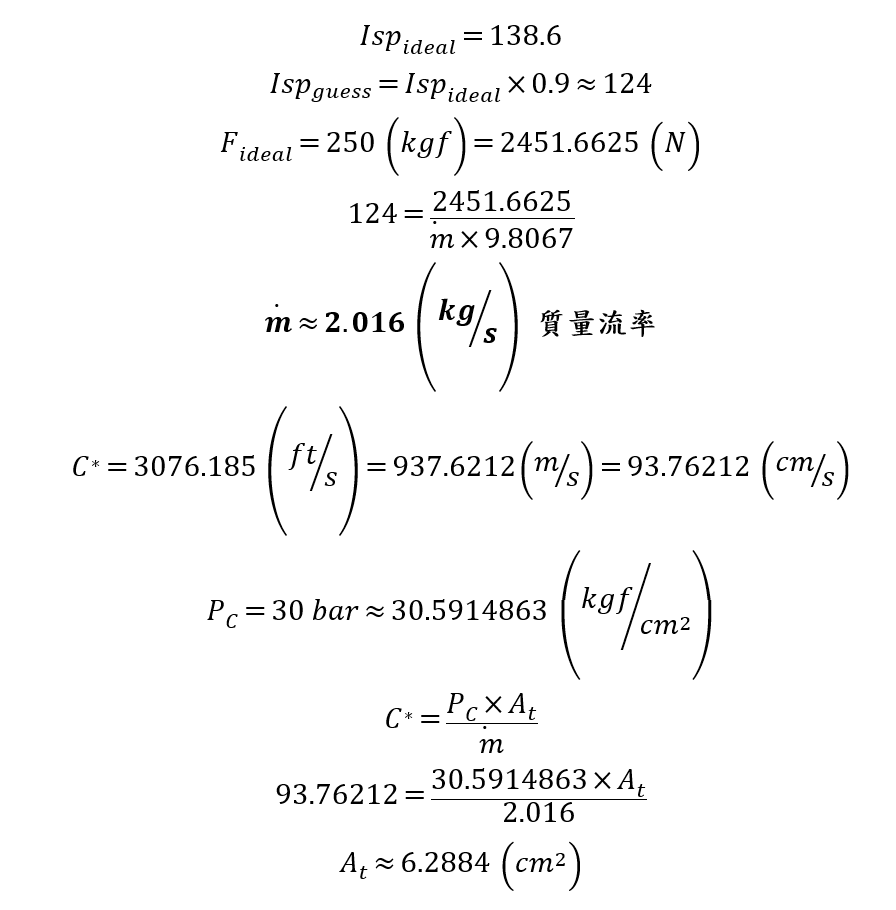 Isp_ideal = 138.6
Isp_guess = Isp_ideal × 0.9 ≈ 124
F_ideal = 250 (kgf) = 2451.6625 (N)
124 = 2451.6625 / (ṁ × 9.8067)
ṁ ≈ 2.016 (kg/s) 質量流率
C* = 3076.185 (ft/s) = 937.6212 (m/s) = 93.76212 (cm/s)
P_C = 30 bar ≈ 30.5914863 (kgf/cm²)
C* = (P_C × A_t) / ṁ
93.76212 = (30.5914863 × A_t) / 2.016
A_t ≈ 6.2884 (cm²)